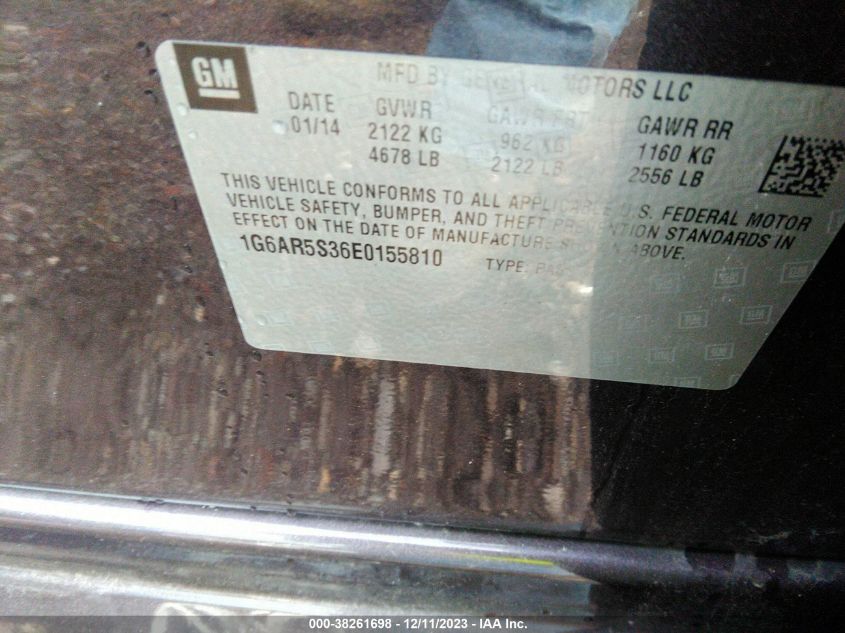 GM
MFD BY GENERAL MOTORS LLC
DATE GVWR GAWR FRT GAWR RR
01/14 2122 KG 962 KG 1160 KG
4678 LB 2122 LB 2556 LB
THIS VEHICLE CONFORMS TO ALL APPLICABLE U.S. FEDERAL MOTOR
VEHICLE SAFETY, BUMPER, AND THEFT PREVENTION STANDARDS IN
EFFECT ON THE DATE OF MANUFACTURE SHOWN ABOVE.
1G6AR5S36E0155810 TYPE: PASS
000-38261698 - 12/11/2023 - IAA Inc.